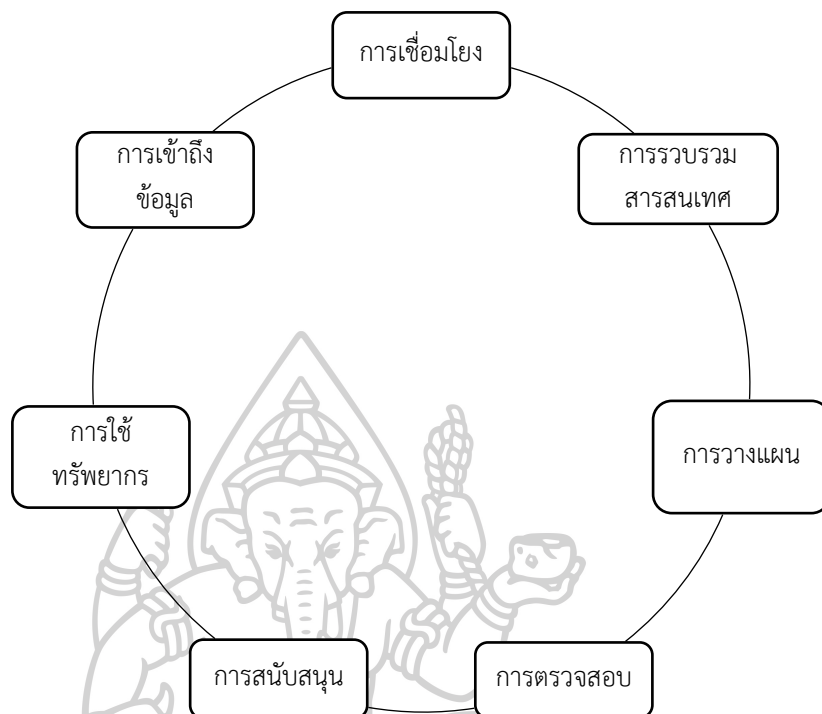 การเชื่อมโยง
การรวบรวม
สารสนเทศ
การวางแผน
การตรวจสอบ
การสนับสนุน
การใช้
ทรัพยากร
การเข้าถึง
ข้อมูล